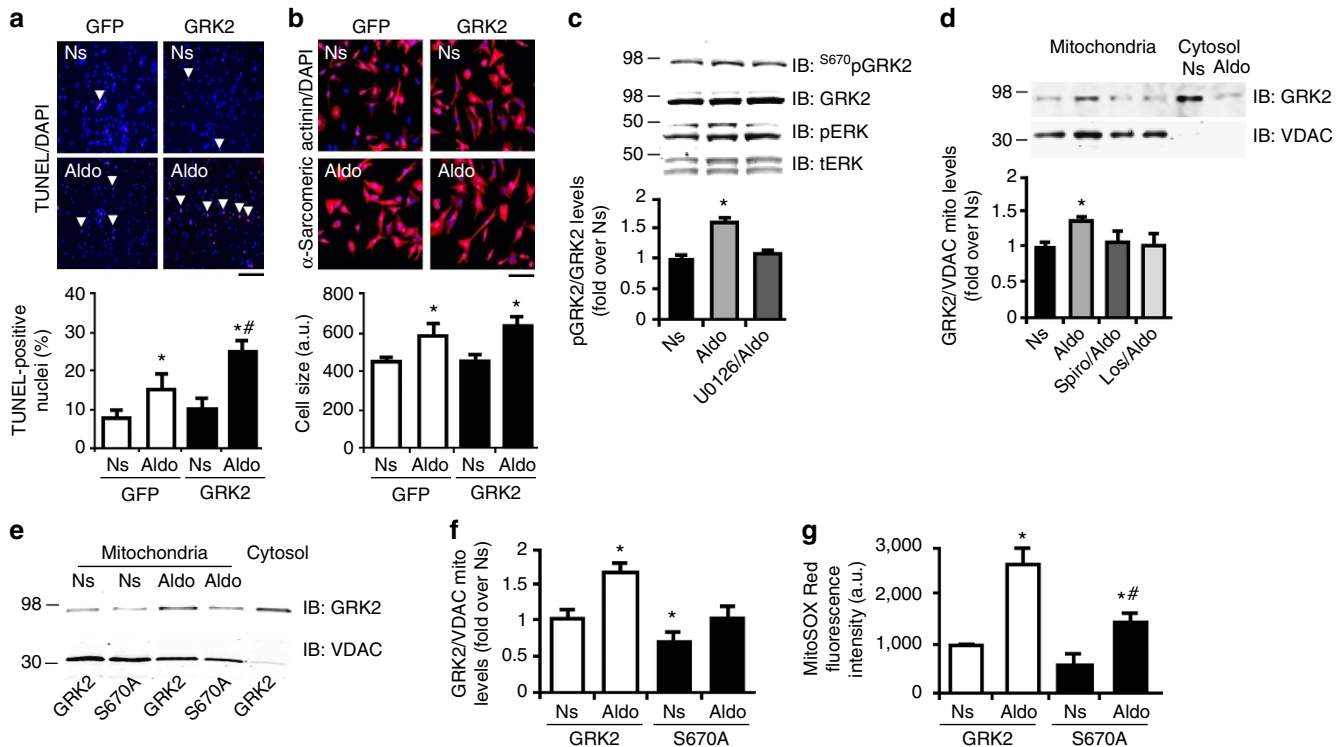 a
GFP
GRK2
TUNEL/DAPI
Ns
Ns
Aldo
Aldo
TUNEL-positive
nuclei (%)
40
30
20
10
0
Ns Aldo Ns Aldo
GFP GRK2
b
GFP
GRK2
α-Sarcomeric actinin/DAPI
Ns
Ns
Aldo
Aldo
Cell size (a.u.)
800
600
400
200
0
* *
*
*#
*
Ns Aldo Ns Aldo
GFP GRK2
c
98
IB: S670pGRK2
98
IB: GRK2
50
IB: pERK
50
IB: tERK
pGRK2/GRK2 levels
(fold over Ns)
2
1.5
1
0.5
0
*
Ns
Aldo
U0126/Aldo
d
Mitochondria Cytosol
Ns Aldo
98
IB: GRK2
30
IB: VDAC
GRK2/VDAC mito levels
(fold over Ns)
2
1.5
1
0.5
0
*
Ns
Aldo
Spiro/Aldo
Los/Aldo
e
Mitochondria Cytosol
Ns Ns Aldo Aldo
98
IB: GRK2
IB: VDAC
30
GRK2 S670A GRK2 S670A GRK2
f
GRK2/VDAC mito
levels (fold over Ns)
2
1.5
1
0.5
0
*
*
Ns Aldo Ns Aldo
GRK2 S670A
g
MitoSOX Red
fluorescence
intensity (a.u.)
3,000
2,000
1,000
0
*
*#
Ns Aldo Ns Aldo
GRK2 S670A